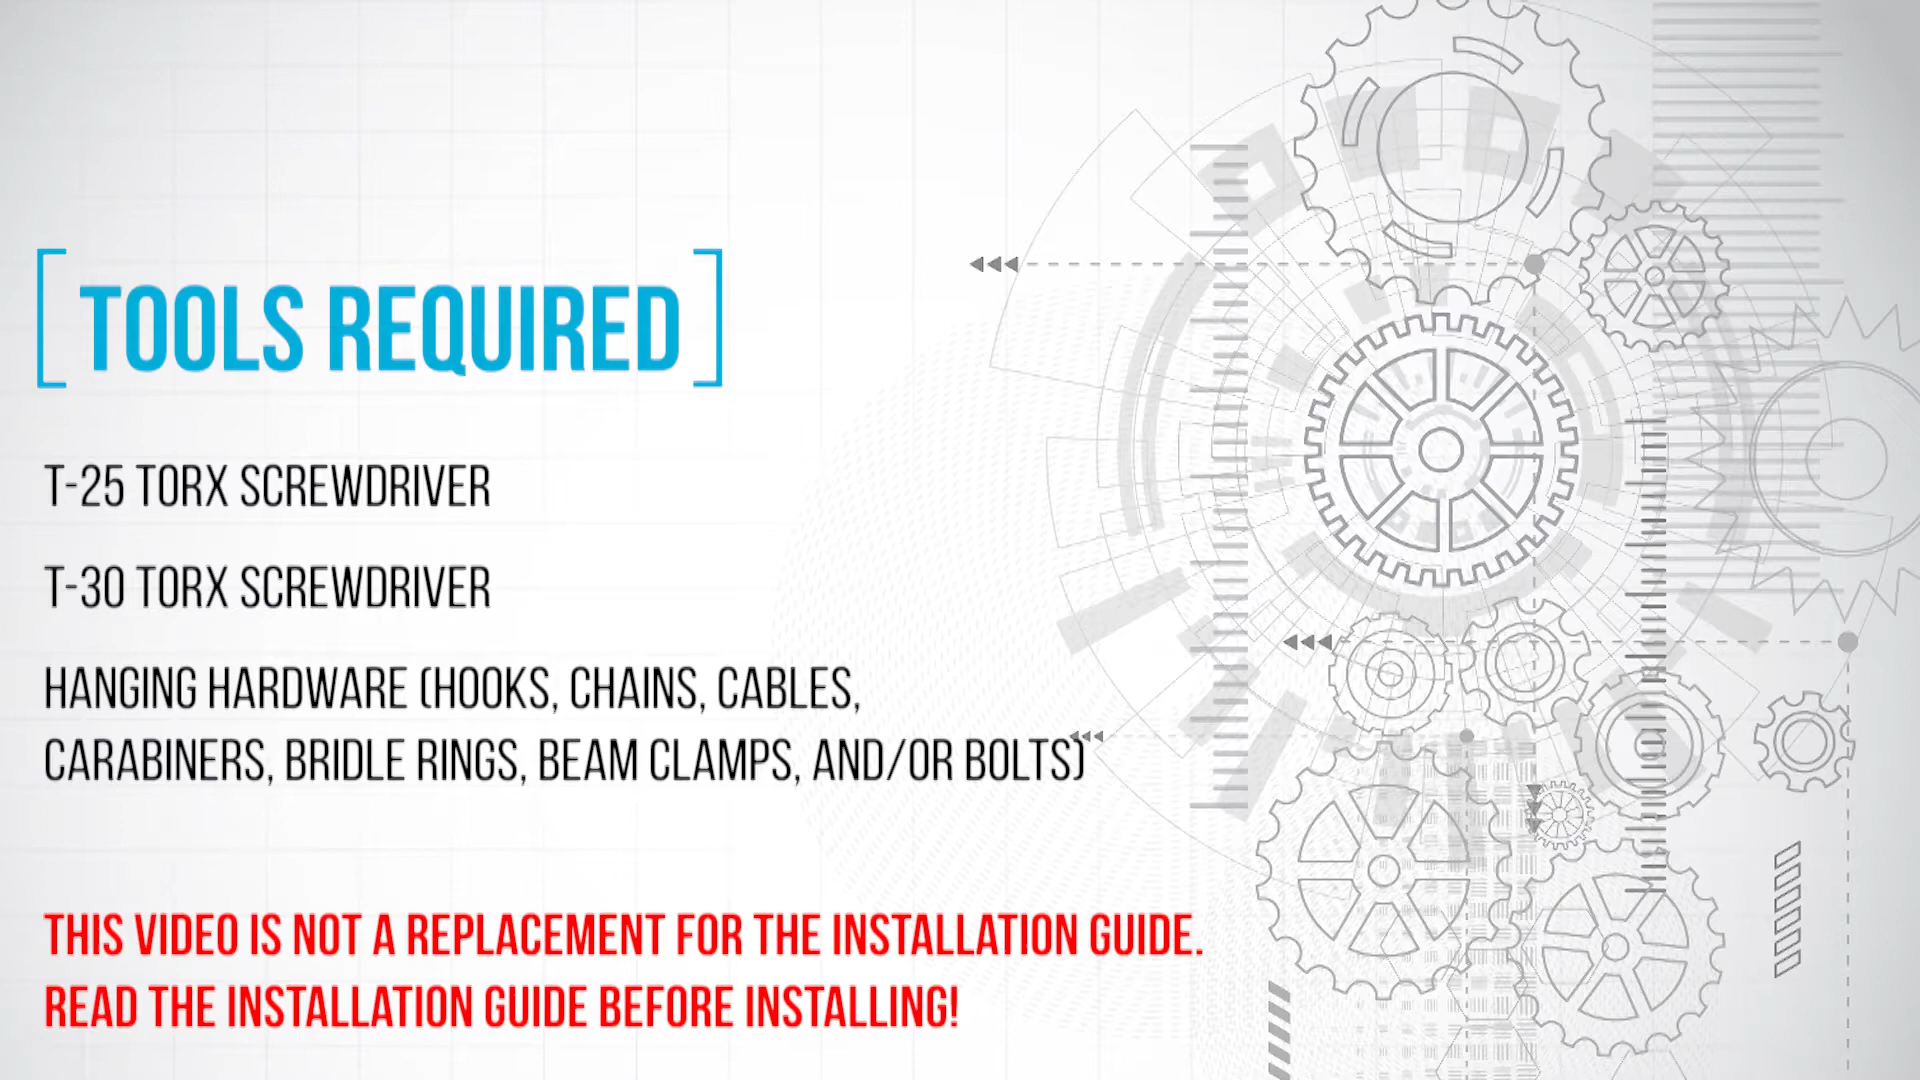 TOOLS REQUIRED
T-25 TORX SCREWDRIVER
T-30 TORX SCREWDRIVER
HANGING HARDWARE (HOOKS, CHAINS, CABLES,
CARABINERS, BRIDLE RINGS, BEAM CLAMPS, AND/OR BOLTS)
THIS VIDEO IS NOT A REPLACEMENT FOR THE INSTALLATION GUIDE.
READ THE INSTALLATION GUIDE BEFORE INSTALLING!